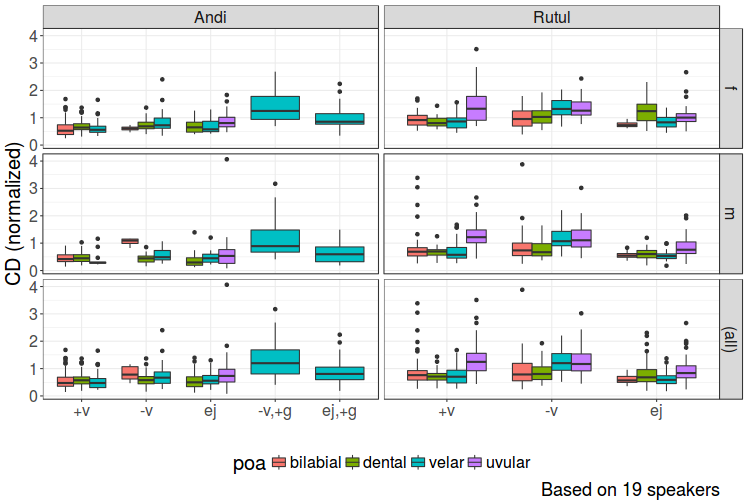 Andi Rutul
CD (normalized)
4
3
2
1
0
f
4
3
2
1
0
m
4
3
2
1
0
(all)
+v -v ej -v,+g ej,+g +v -v ej
poa bilabial dental velar uvular
Based on 19 speakers